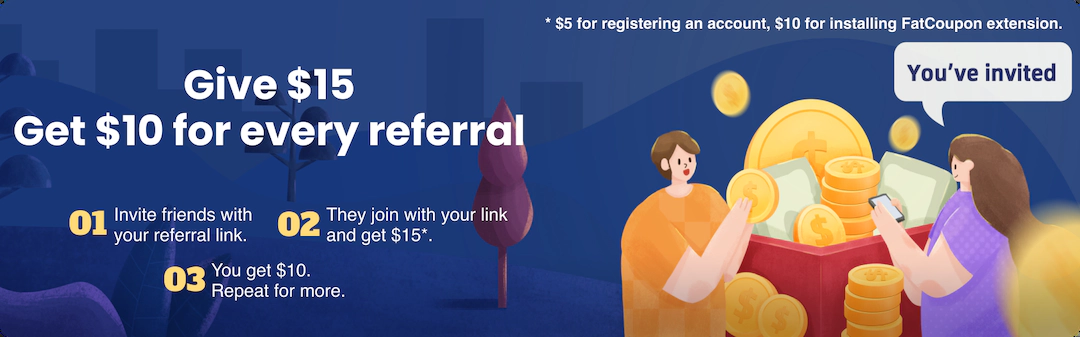 * $5 for registering an account, $10 for installing FatCoupon extension.
You've invited
Give $15
Get $10 for every referral
01 Invite friends with
your referral link.
02 They join with your link
and get $15*.
03 You get $10.
Repeat for more.